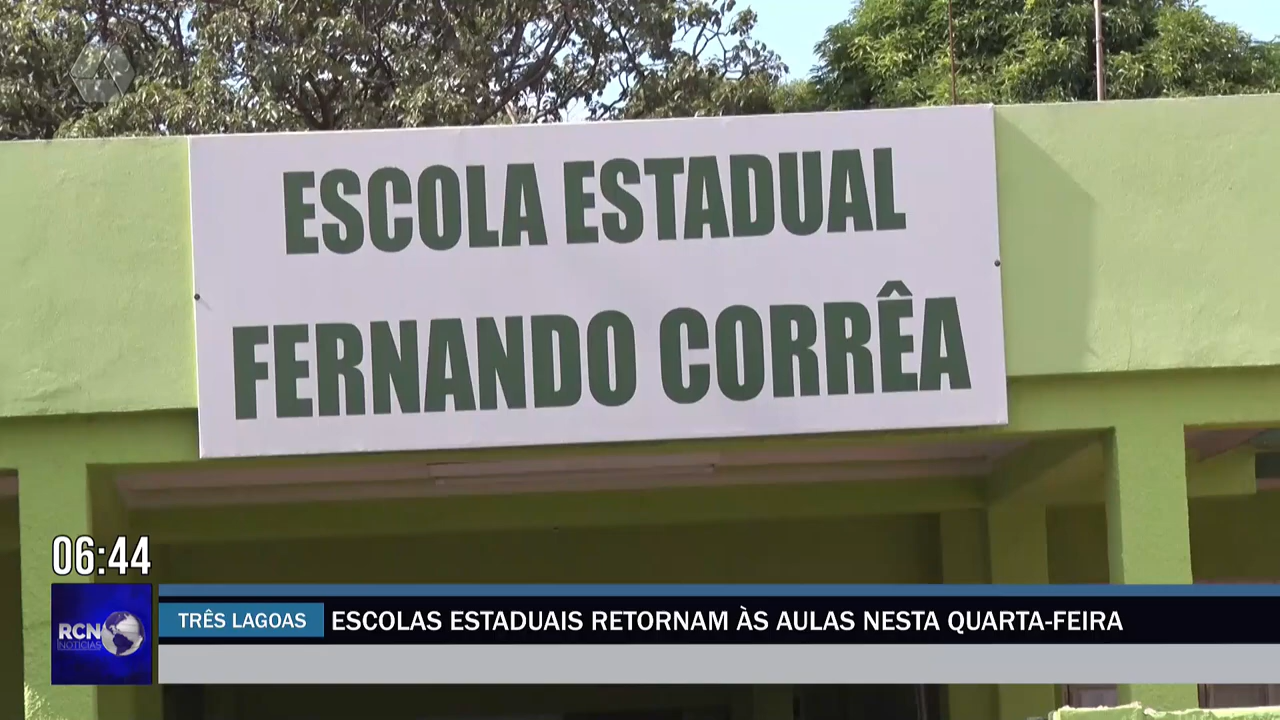 ESCOLA ESTADUAL
FERNANDO CORRÊA
06:44
RCN
NOTÍCIAS
TRÊS LAGOAS
ESCOLAS ESTADUAIS RETORNAM ÀS AULAS NESTA QUARTA-FEIRA